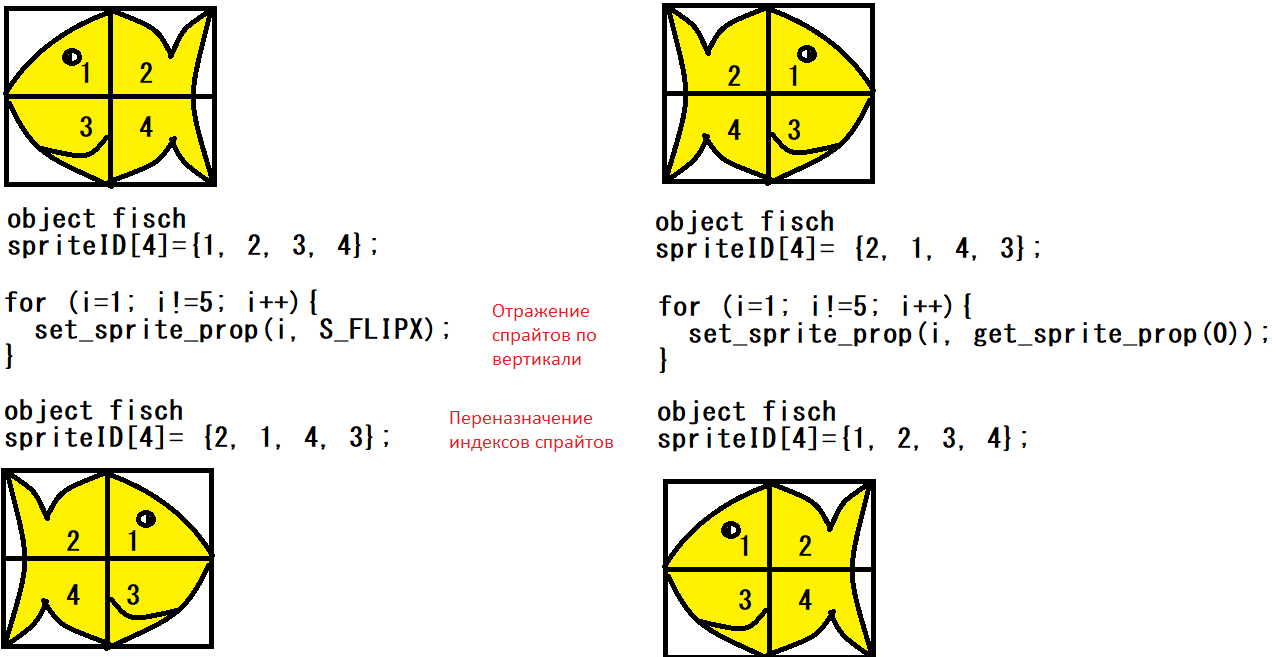 1 2
3 4
object fisch
spriteID[4]={1, 2, 3, 4};
for (i=1; i!=5; i++){
set_sprite_prop(i, S_FLIPX);
}
object fisch
spriteID[4]= {2, 1, 4, 3};
2 1
4 3
Отражение
спрайтов по
вертикали
Переназначение
индексов спрайтов
2 1
4 3
object fisch
spriteID[4]= {2, 1, 4, 3};
for (i=1; i!=5; i++){
set_sprite_prop(i, get_sprite_prop(0));
}
object fisch
spriteID[4]={1, 2, 3, 4};
1 2
3 4